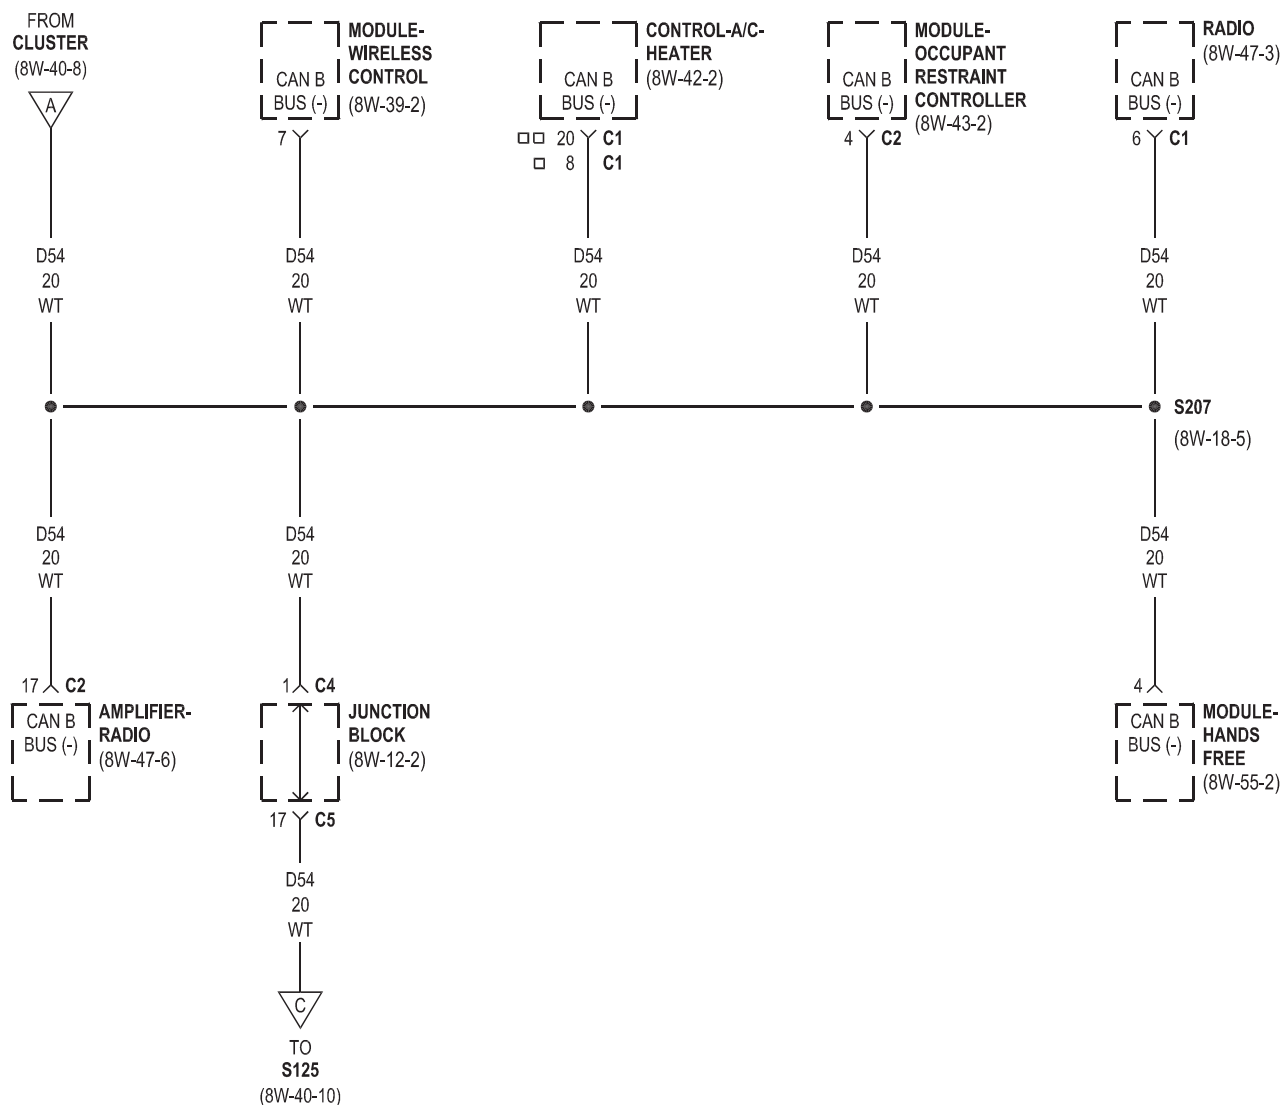 FROM
CLUSTER
(8W-40-8)
A
CAN B
BUS (-)
MODULE-
WIRELESS
CONTROL
(8W-39-2)
7
CAN B
BUS (-)
CONTROL-A/C-
HEATER
(8W-42-2)
20 C1
8 C1
CAN B
BUS (-)
MODULE-
OCCUPANT
RESTRAINT
CONTROLLER
(8W-43-2)
4 C2
CAN B
BUS (-)
RADIO
(8W-47-3)
6 C1
D54
20
WT
D54
20
WT
D54
20
WT
D54
20
WT
D54
20
WT
S207
(8W-18-5)
D54
20
WT
D54
20
WT
D54
20
WT
17 C2
CAN B
BUS (-)
AMPLIFIER-
RADIO
(8W-47-6)
1 C4
JUNCTION
BLOCK
(8W-12-2)
17 C5
4
CAN B
BUS (-)
MODULE-
HANDS
FREE
(8W-55-2)
D54
20
WT
C
TO
S125
(8W-40-10)